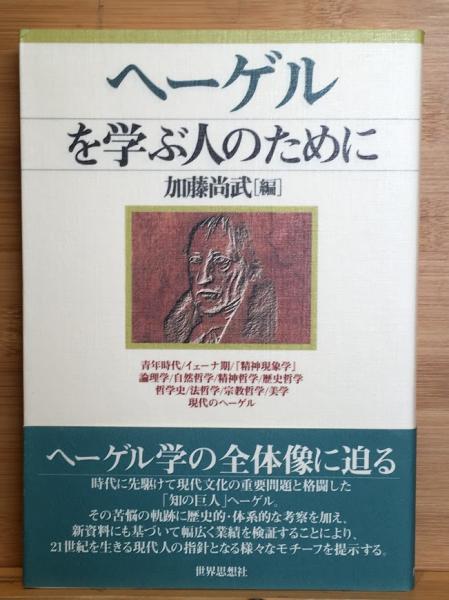 ヘーゲル
を学ぶ人のために
加藤尚武[編]
青年時代/イェーナ期/『精神現象学』
論理学/自然哲学/精神哲学/歴史哲学
哲学史/法哲学/宗教哲学/美学
現代のヘーゲル
ヘーゲル学の全体像に迫る
時代に先駆けて現代文化の重要問題と格闘した
「知の巨人」ヘーゲル。
その苦悩の軌跡に歴史的・体系的な考察を加え、
新資料にも基づいて幅広く業績を検証することにより、
21世紀を生きる現代人の指針となる様々なモチーフを提示する。
世界思想社